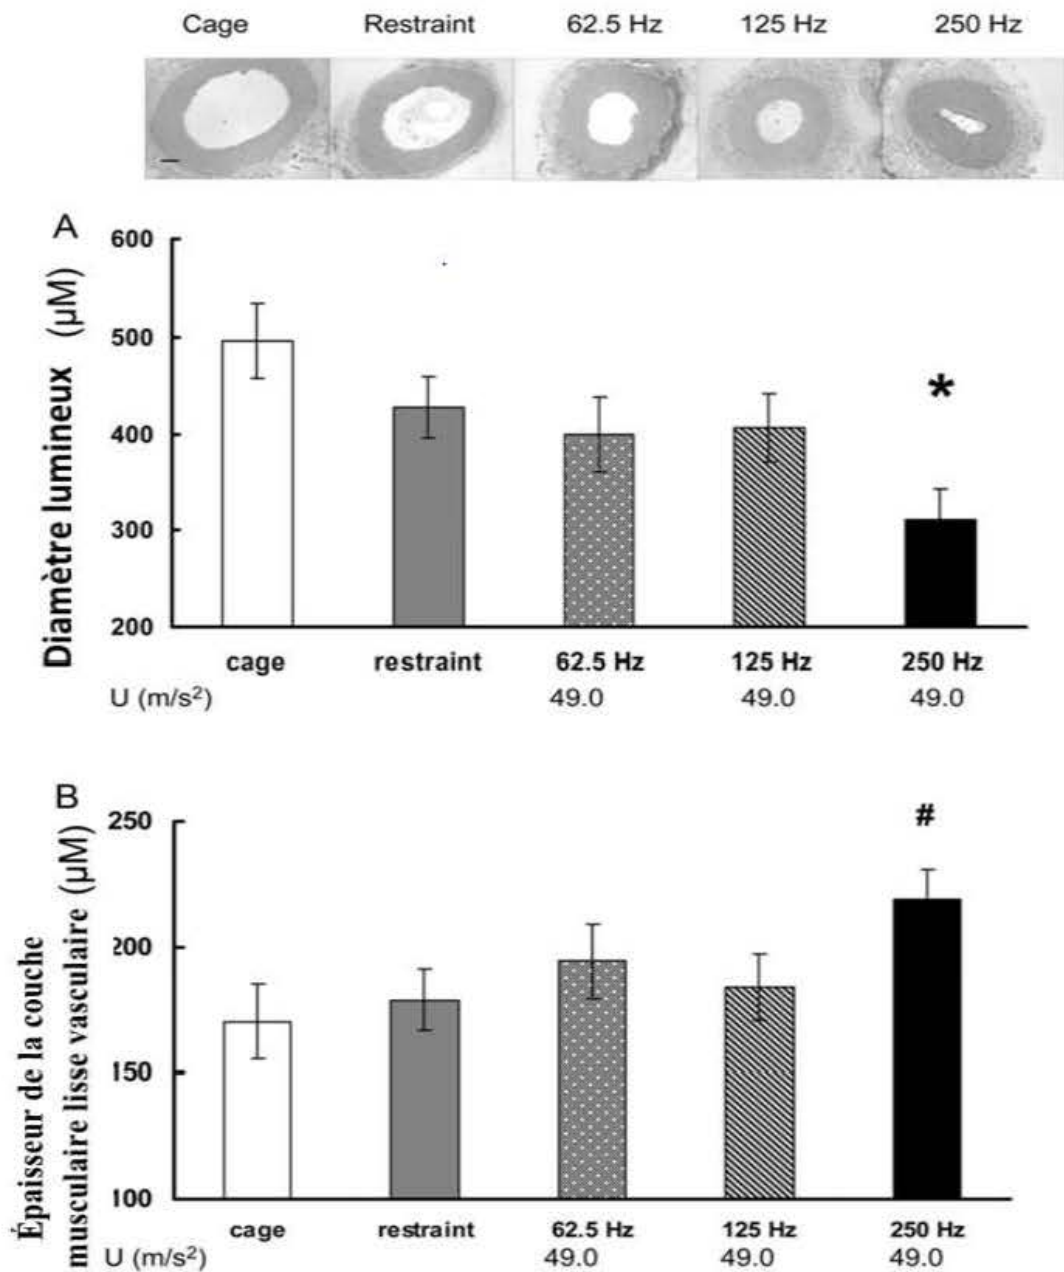 Cage Restraint 62.5 Hz 125 Hz 250 Hz
A
Diamètre lumineux (µM)
600
500
400
300
200
*
cage restraint 62.5 Hz 125 Hz 250 Hz
U (m/s²) 49.0 49.0 49.0
B
Épaisseur de la couche
musculaire lisse vasculaire (µM)
250
200
150
100
#
cage restraint 62.5 Hz 125 Hz 250 Hz
U (m/s²) 49.0 49.0 49.0